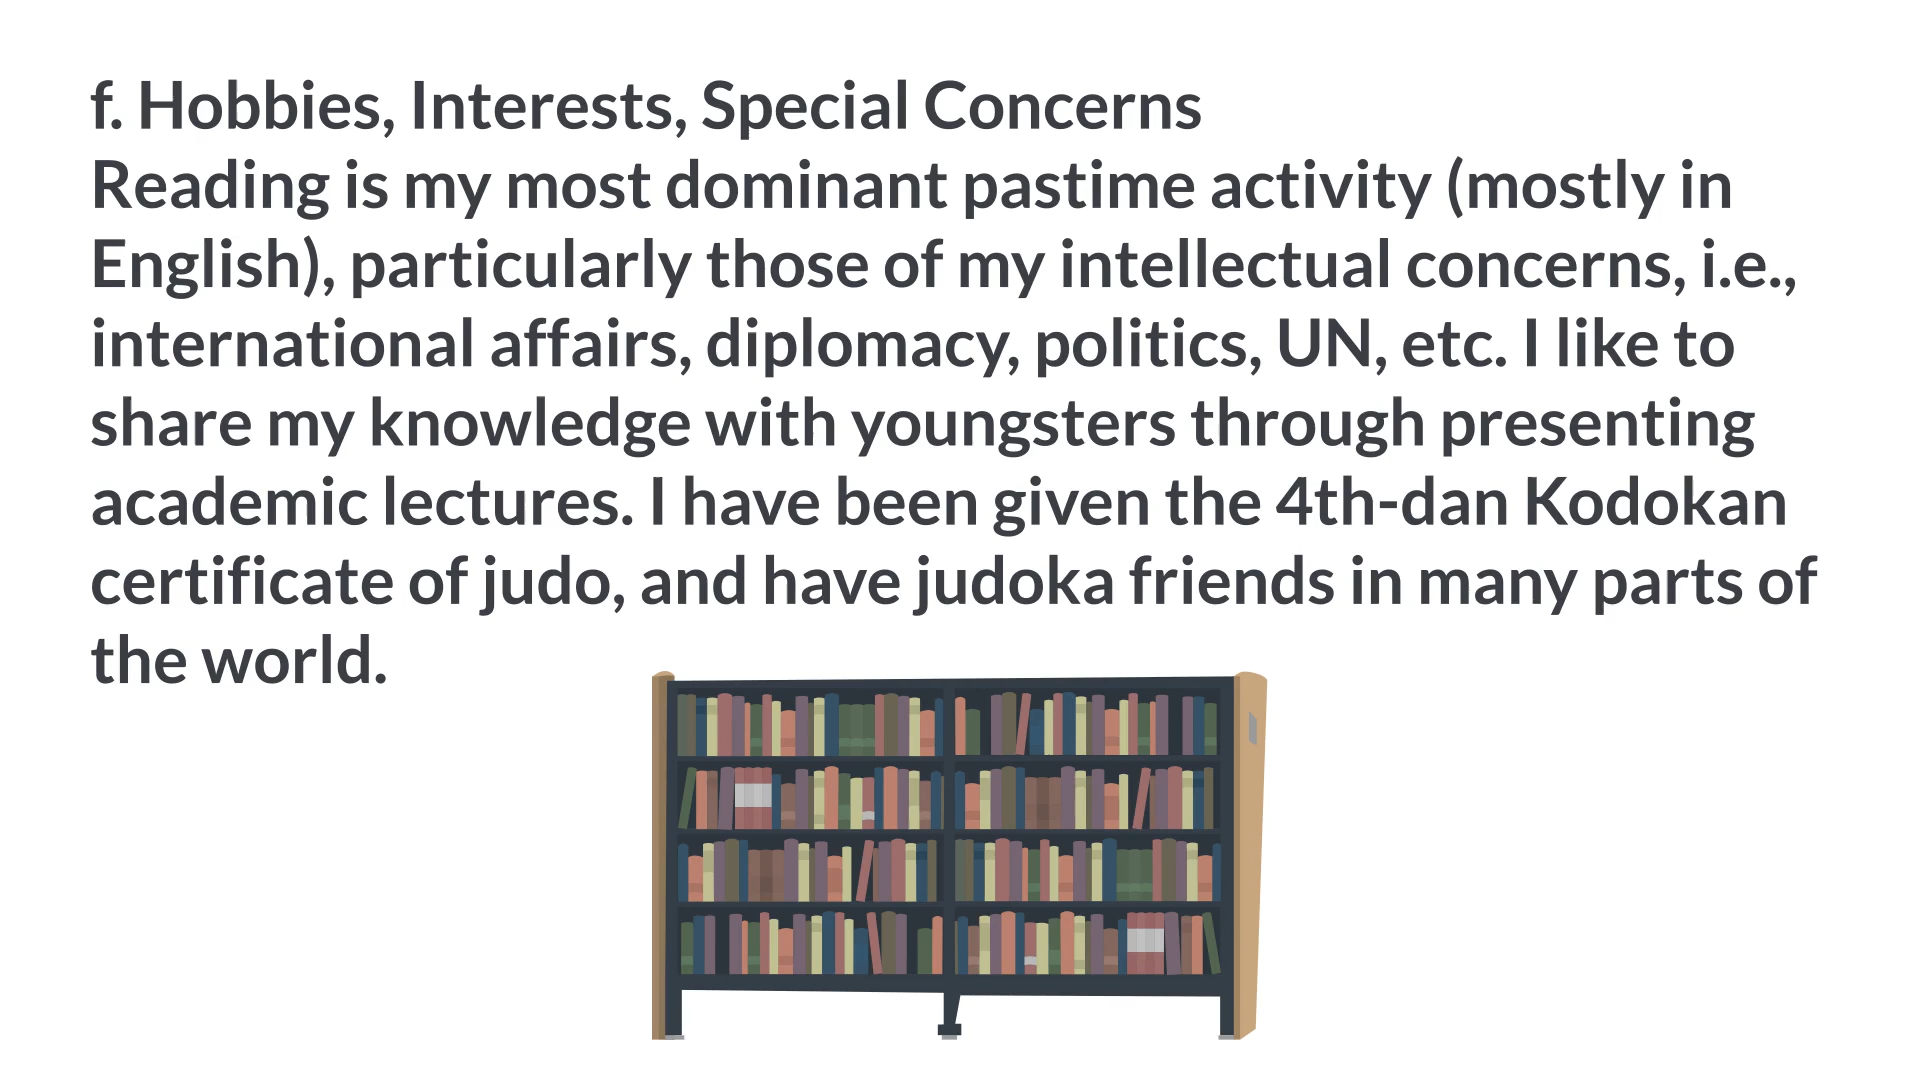 f. Hobbies, Interests, Special Concerns
Reading is my most dominant pastime activity (mostly in
English), particularly those of my intellectual concerns, i.e.,
international affairs, diplomacy, politics, UN, etc. I like to
share my knowledge with youngsters through presenting
academic lectures. I have been given the 4th-dan Kodokan
certificate of judo, and have judoka friends in many parts of
the world.